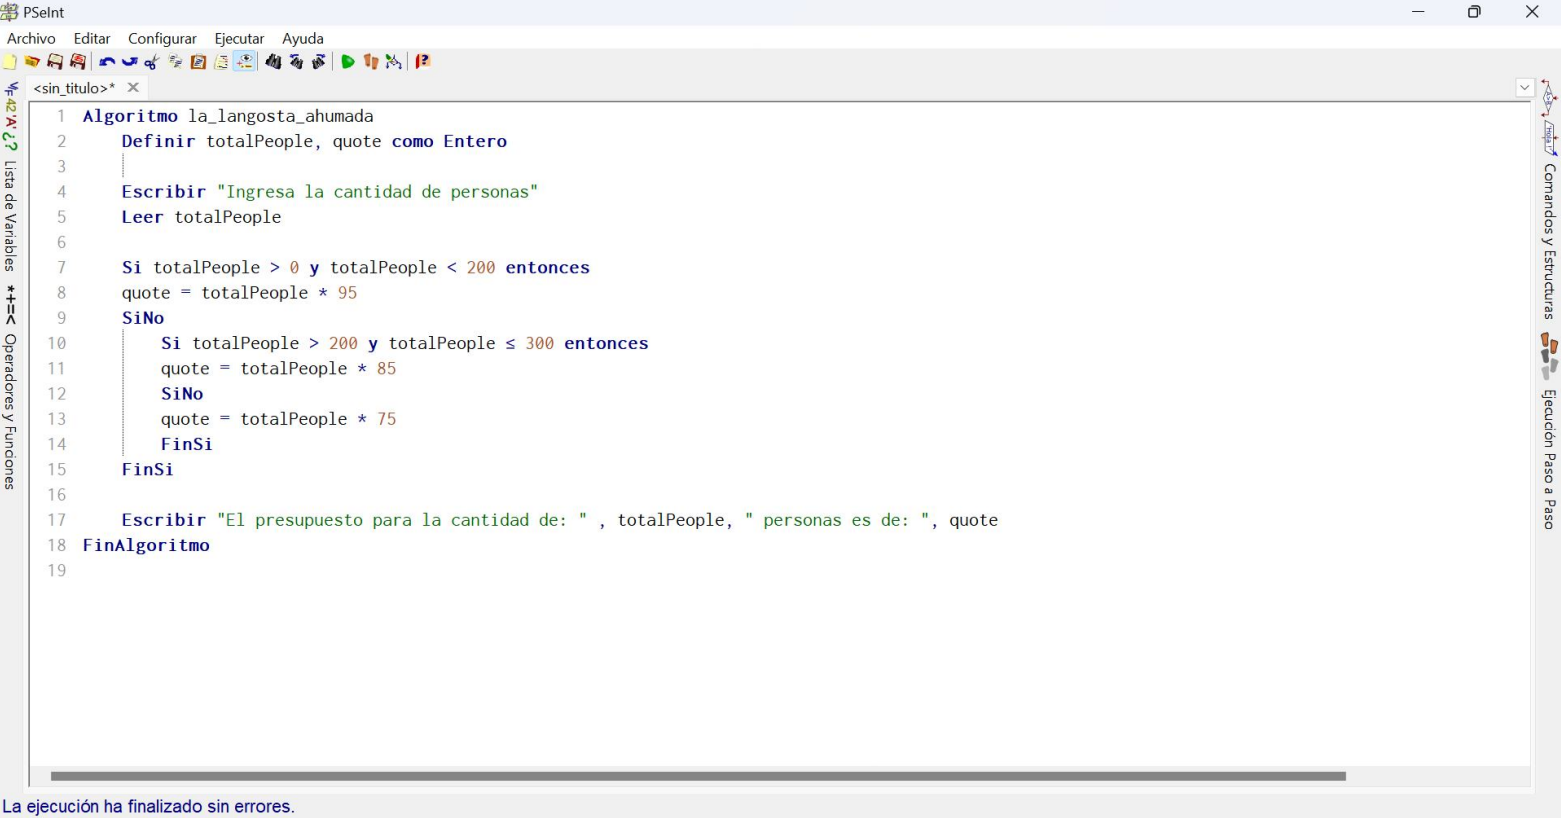 PSeInt
Archivo Editar Configurar Ejecutar Ayuda
<sin_titulo>*
1 Algoritmo la_langosta_ahumada
2 Definir totalPeople, quote como Entero
3
4 Escribir "Ingresa la cantidad de personas"
5 Leer totalPeople
6
7 Si totalPeople > 0 y totalPeople < 200 entonces
8 quote = totalPeople * 95
9 SiNo
10 Si totalPeople > 200 y totalPeople ≤ 300 entonces
11 quote = totalPeople * 85
12 SiNo
13 quote = totalPeople * 75
14 FinSi
15 FinSi
16
17 Escribir "El presupuesto para la cantidad de: " , totalPeople, " personas es de: ", quote
18 FinAlgoritmo
19
42 'A' ¿? Lista de Variables
*+=< Operadores y Funciones
Comandos y Estructuras
Ejecución Paso a Paso
La ejecución ha finalizado sin errores.